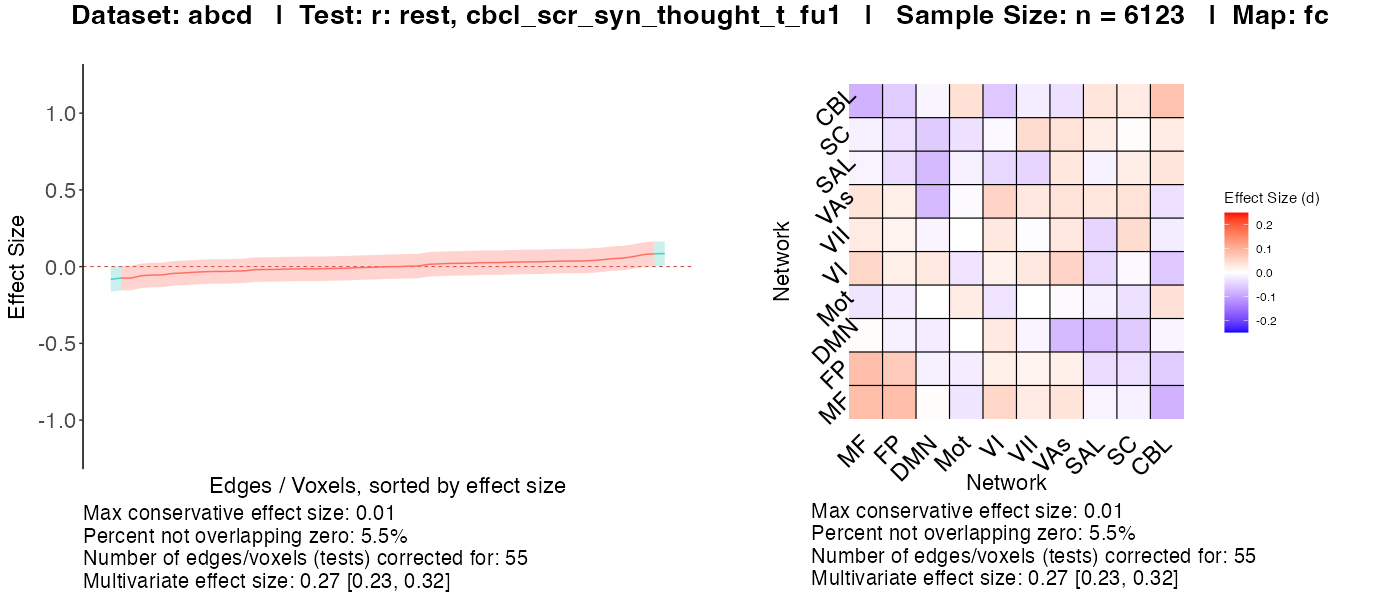 Dataset: abcd | Test: r: rest, cbcl_scr_syn_thought_t_fu1 | Sample Size: n = 6123 | Map: fc
1.0
0.5
0.0
-0.5
-1.0
Effect Size
Edges / Voxels, sorted by effect size
Max conservative effect size: 0.01
Percent not overlapping zero: 5.5%
Number of edges/voxels (tests) corrected for: 55
Multivariate effect size: 0.27 [0.23, 0.32]
Network
CBL
SC
SAL
VAs
VII
VI
Mot
DMN
FP
MF
MF FP DMN Mot VI VII VAs SAL SC CBL
Network
Max conservative effect size: 0.01
Percent not overlapping zero: 5.5%
Number of edges/voxels (tests) corrected for: 55
Multivariate effect size: 0.27 [0.23, 0.32]
Effect Size (d)
0.2
0.1
0.0
-0.1
-0.2